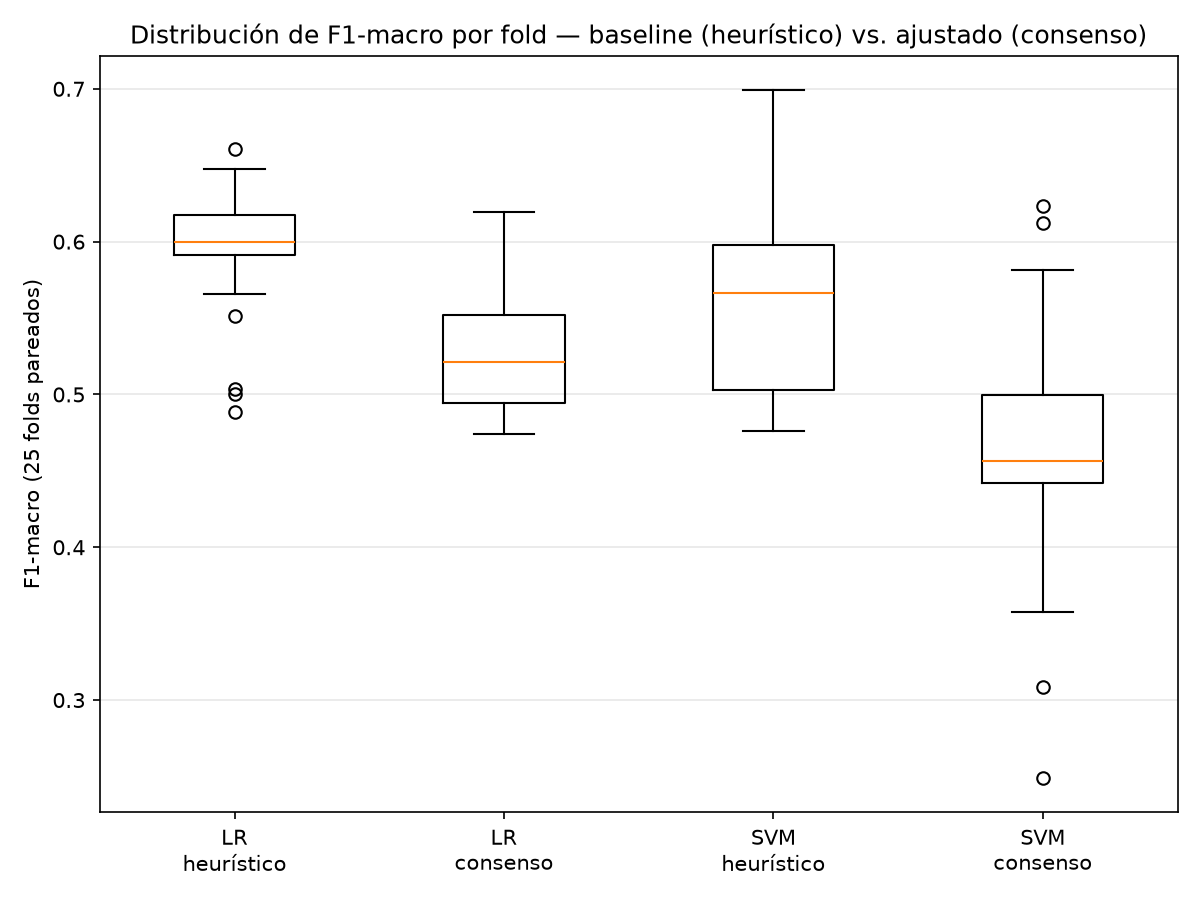 Distribución de F1-macro por fold — baseline (heurístico) vs. ajustado (consenso)
F1-macro (25 folds pareados)
0.7
0.6
0.5
0.4
0.3
LR
heurístico
LR
consenso
SVM
heurístico
SVM
consenso